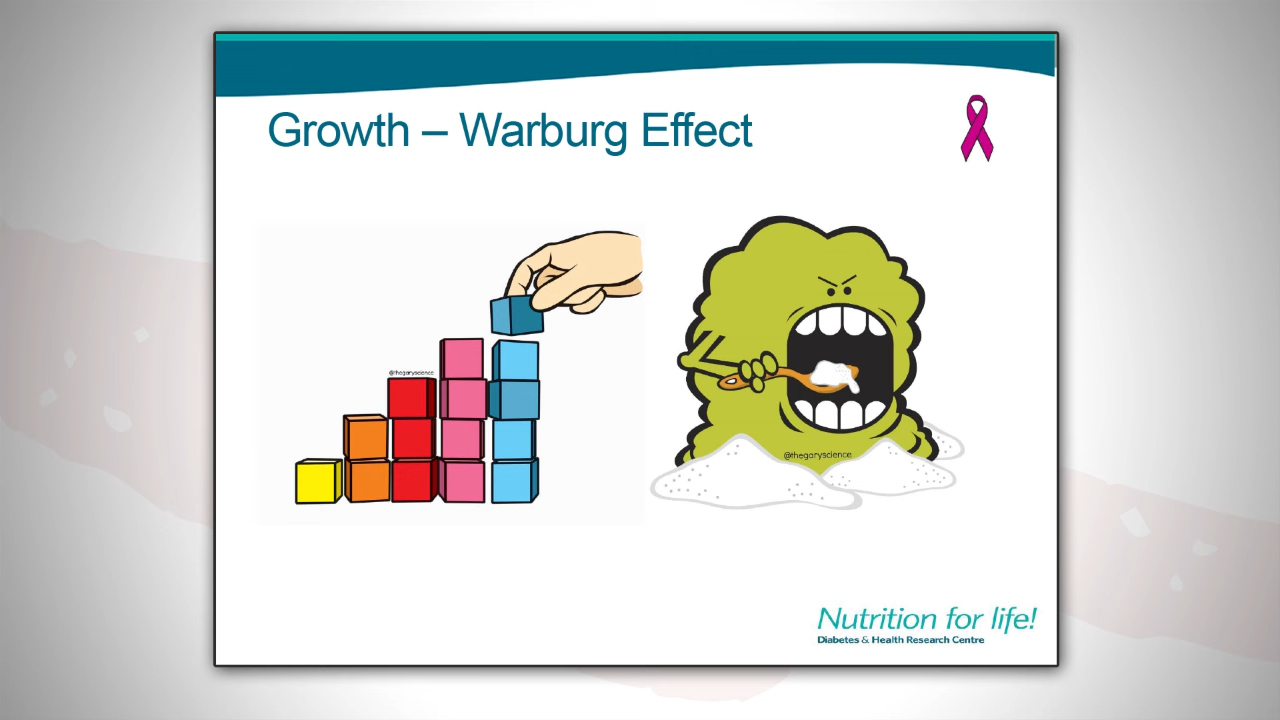 Growth – Warburg Effect
@thegaryscience
@thegaryscience
Nutrition for life!
Diabetes & Health Research Centre